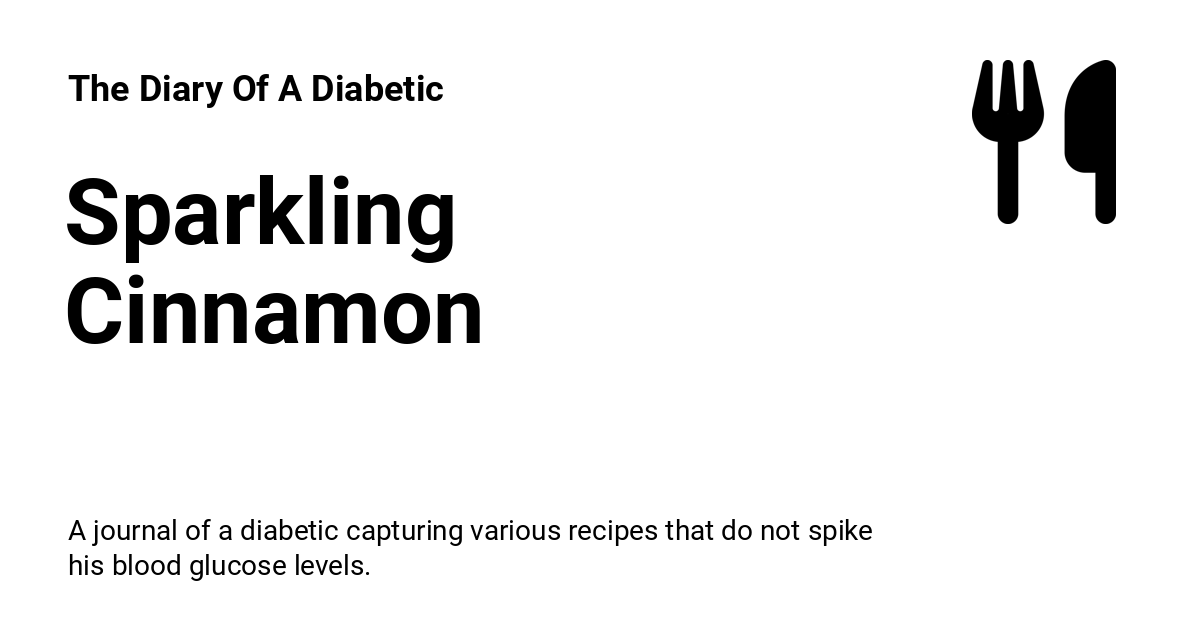 The Diary Of A Diabetic
Sparkling
Cinnamon
A journal of a diabetic capturing various recipes that do not spike
his blood glucose levels.